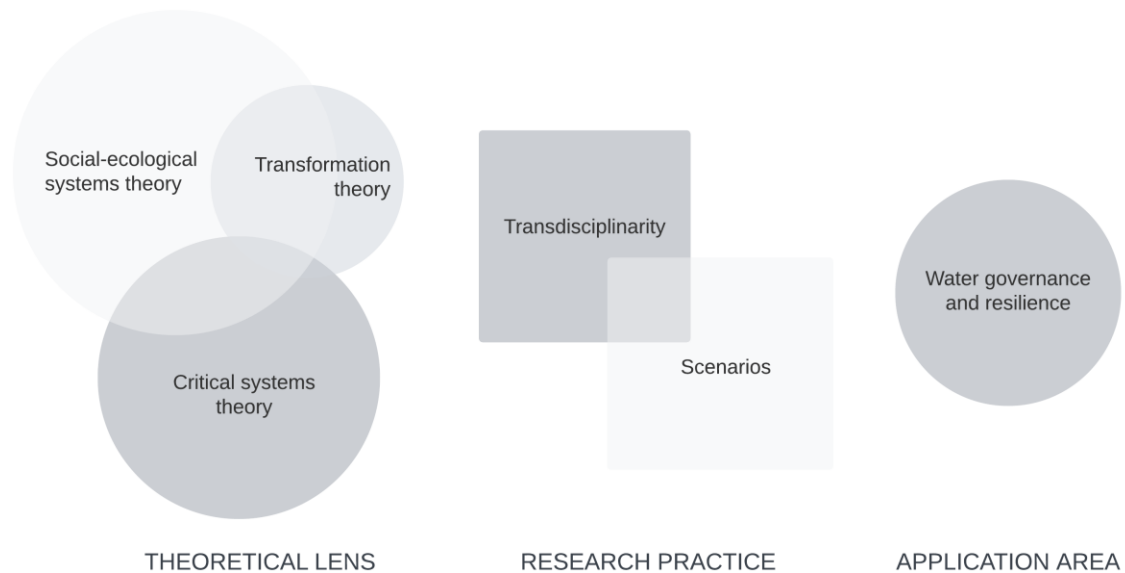 Social-ecological
systems theory
Transformation
theory
Critical systems
theory
THEORETICAL LENS
Transdisciplinarity
Scenarios
RESEARCH PRACTICE
Water governance
and resilience
APPLICATION AREA